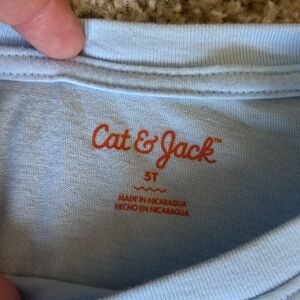 Cat & Jack™
5T
MADE IN NICARAGUA
HECHO EN NICARAGUA